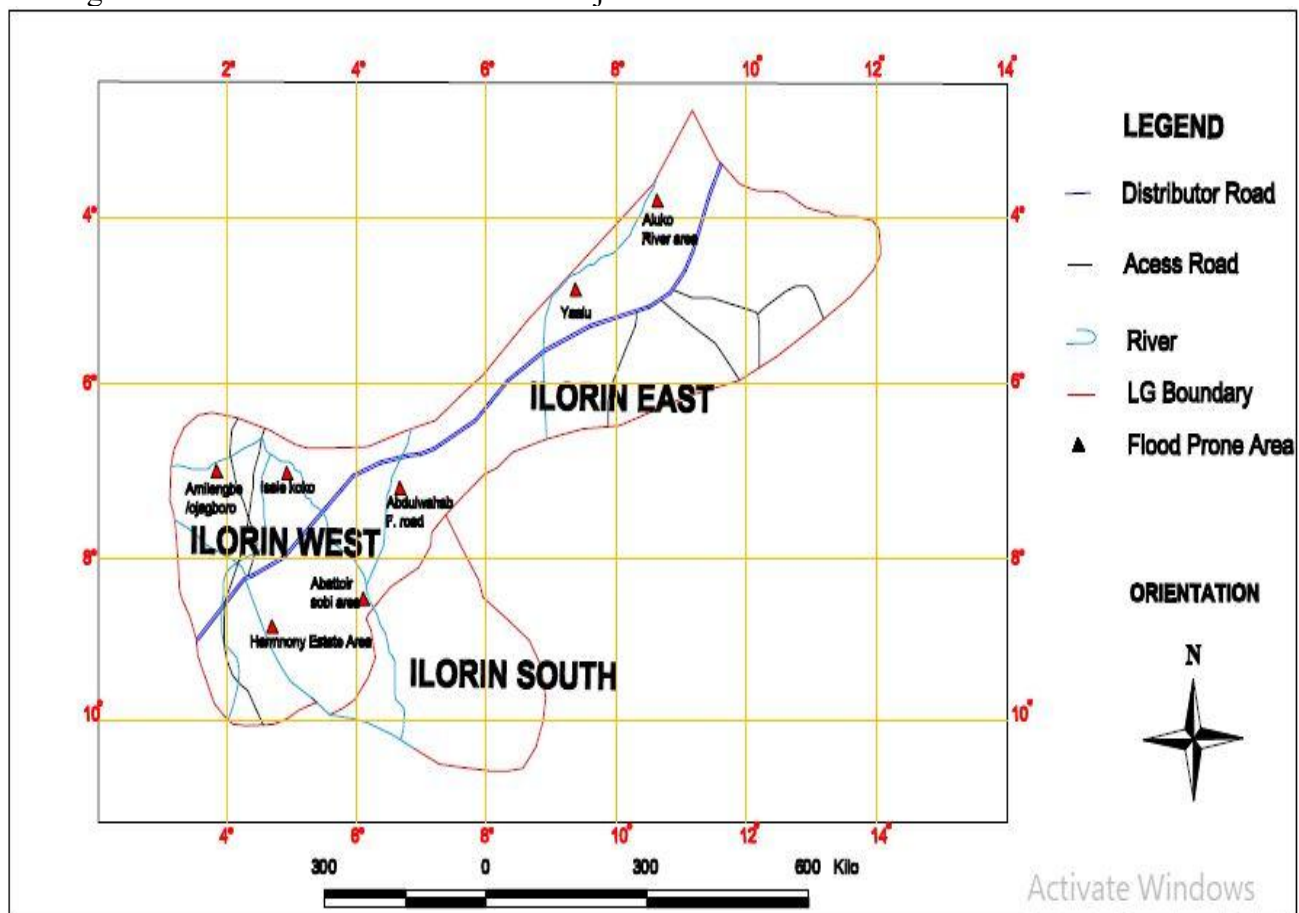 2° 4° 6° 8° 10° 12° 14°
LEGEND
Distributor Road
Acess Road
River
LG Boundary
Flood Prone Area
4° 4°
Aluko
River area
Yaalu
6° 6°
ILORIN EAST
Amilengbe
/ojagboro
Isale koko
Abdulwahab
F. road
ILORIN WEST
8° 8°
Abattoir
sobi area
Harmnony Estate Area
ILORIN SOUTH
10° 10°
ORIENTATION
N
4° 6° 8° 10° 12° 14°
300 0 300 600 Kilo
Activate Windows